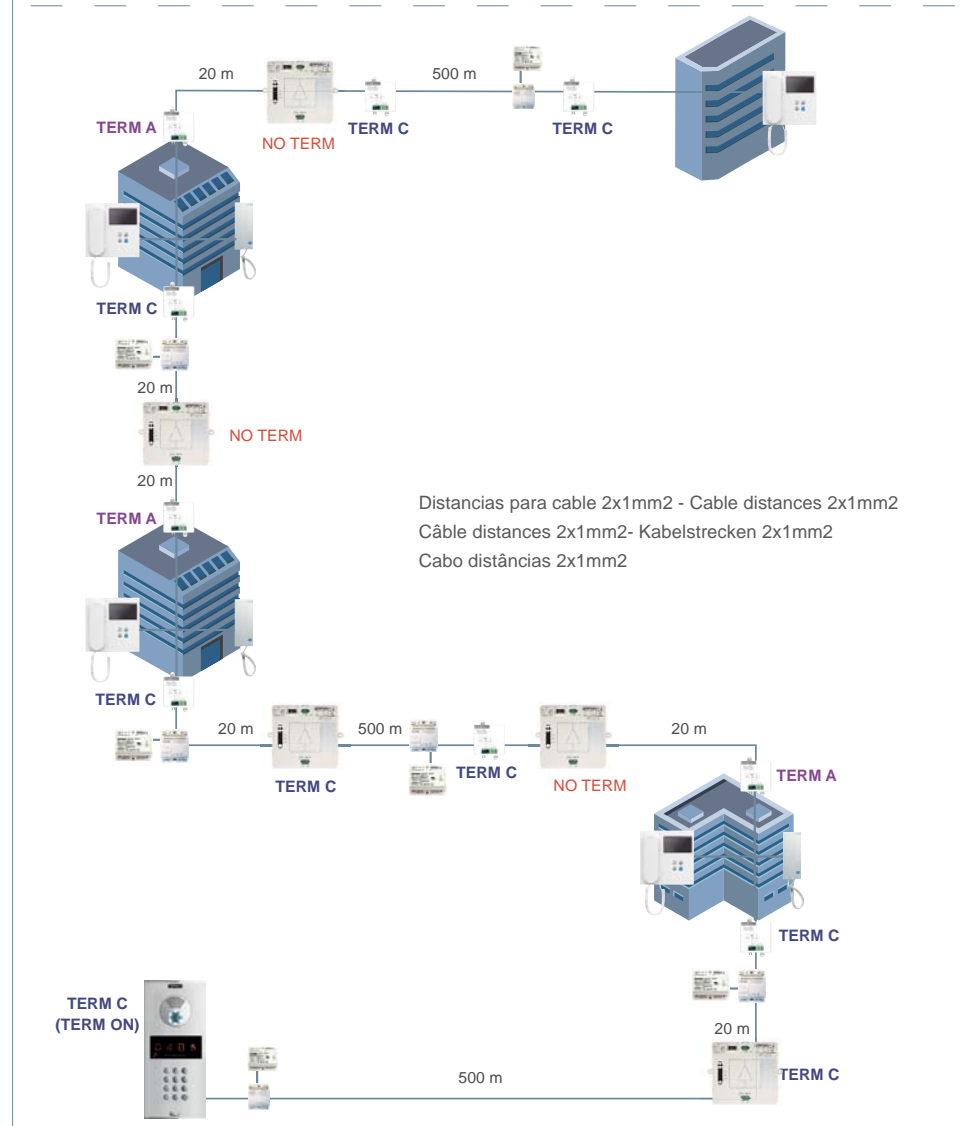 20 m
500 m
TERM A
NO TERM
TERM C
TERM C
TERM C
20 m
NO TERM
20 m
TERM A
Distancias para cable 2x1mm2 - Cable distances 2x1mm2
Câble distances 2x1mm2- Kabelstrecken 2x1mm2
Cabo distâncias 2x1mm2
TERM C
20 m
500 m
20 m
TERM C
TERM C
NO TERM
TERM A
TERM C
TERM C
(TERM ON)
20 m
TERM C
500 m